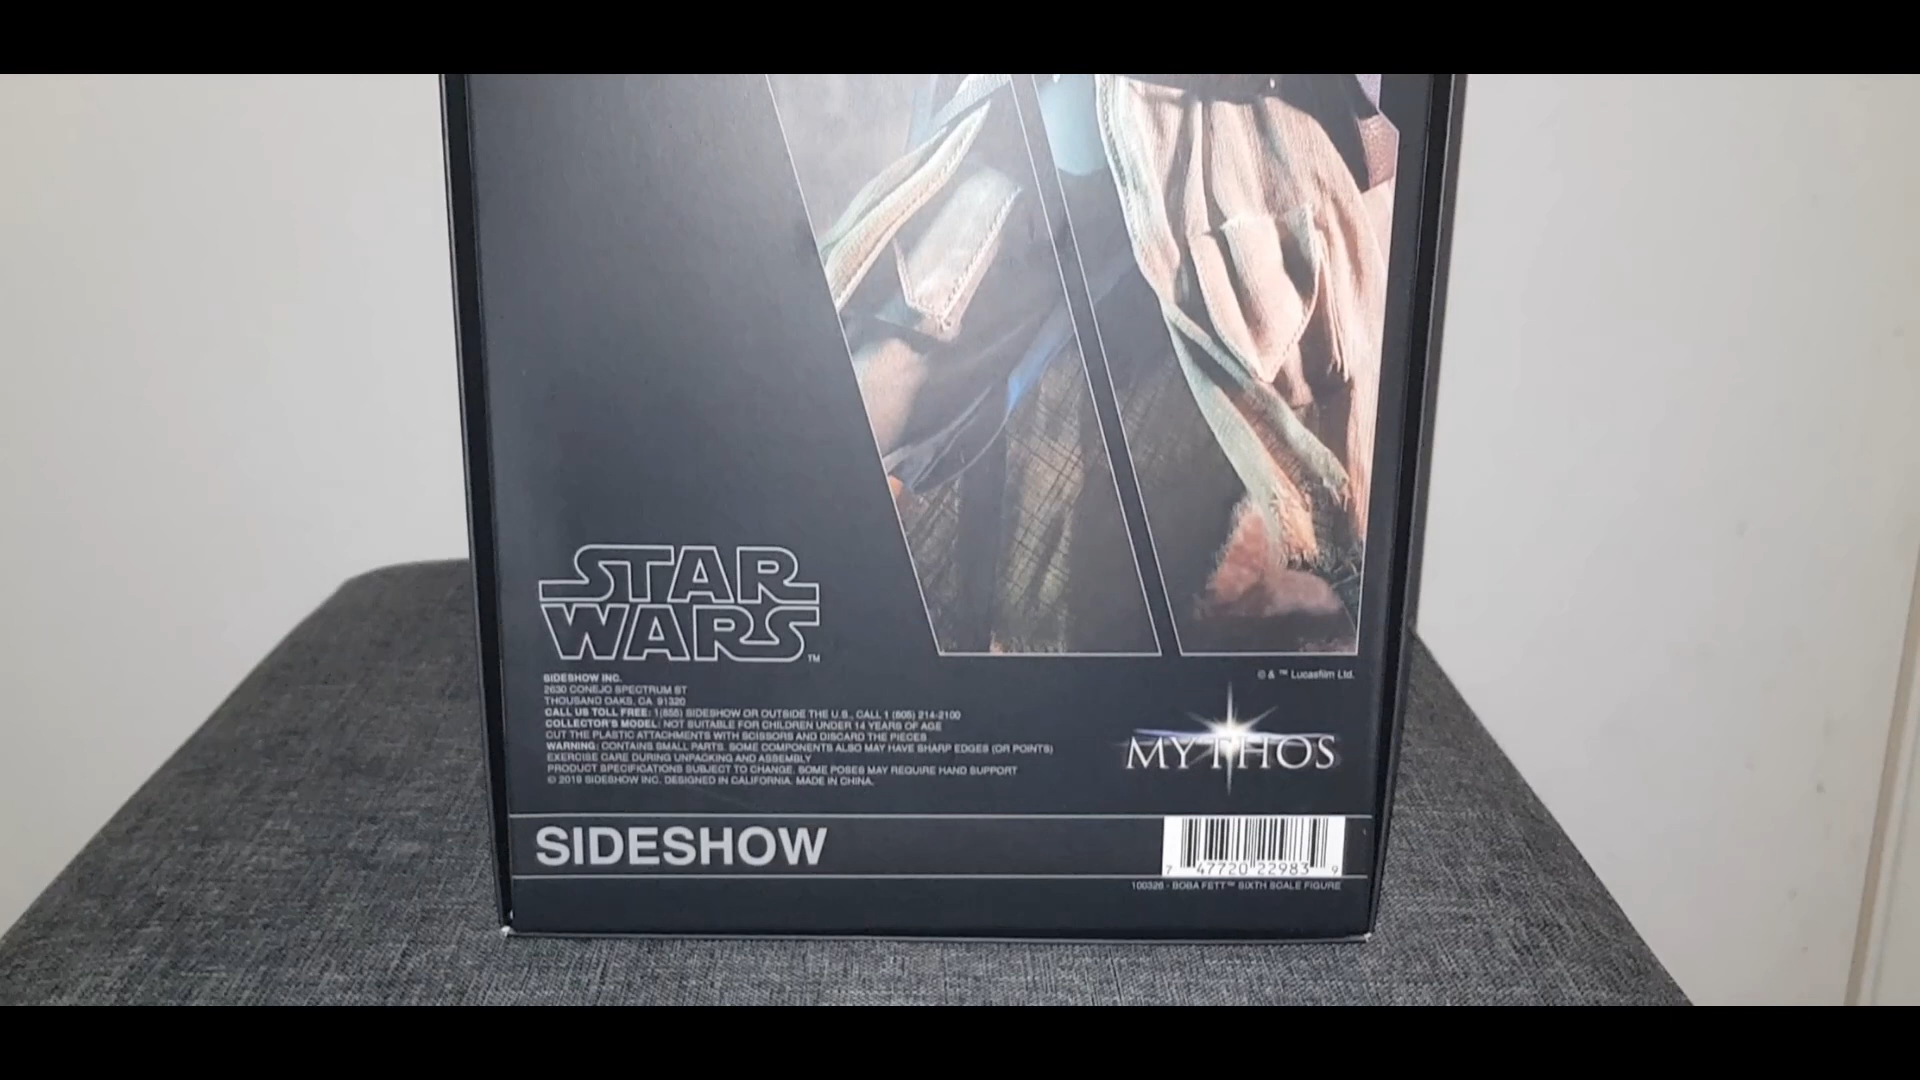 STAR
WARS™
SIDESHOW INC.
2630 CONEJO SPECTRUM ST
THOUSAND OAKS, CA 91320
CALL US TOLL FREE: 1(855) SIDESHOW OR OUTSIDE THE U.S., CALL 1 (805) 214-2100
COLLECTOR'S MODEL: NOT SUITABLE FOR CHILDREN UNDER 14 YEARS OF AGE
CUT THE PLASTIC ATTACHMENTS WITH SCISSORS AND DISCARD THE PIECES
WARNING: CONTAINS SMALL PARTS. SOME COMPONENTS ALSO MAY HAVE SHARP EDGES (OR POINTS)
EXERCISE CARE DURING UNPACKING AND ASSEMBLY
PRODUCT SPECIFICATIONS SUBJECT TO CHANGE. SOME POSES MAY REQUIRE HAND SUPPORT
© 2019 SIDESHOW INC. DESIGNED IN CALIFORNIA. MADE IN CHINA.
© & ™ Lucasfilm Ltd.
MYTHOS
SIDESHOW
7 47720 22983 9
100326 - BOBA FETT™ SIXTH SCALE FIGURE